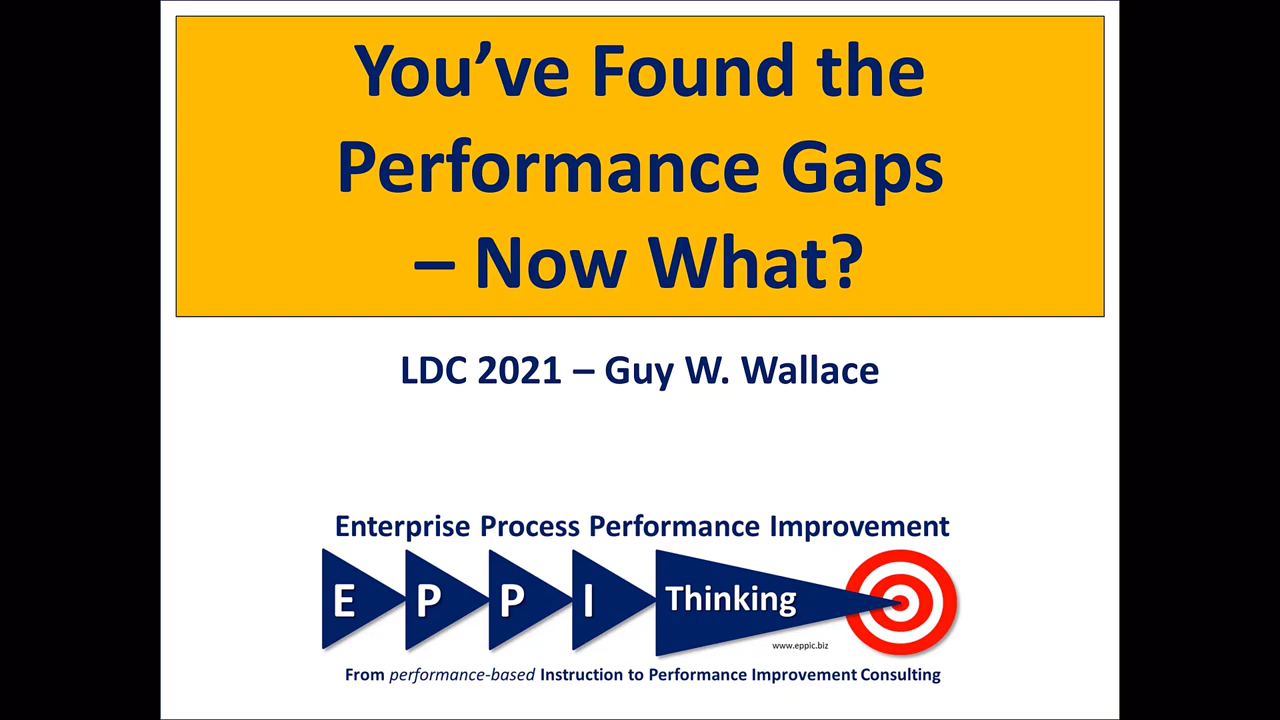 You’ve Found the
Performance Gaps
– Now What?
LDC 2021 – Guy W. Wallace
Enterprise Process Performance Improvement
E P P I Thinking
www.eppic.biz
From performance-based Instruction to Performance Improvement Consulting